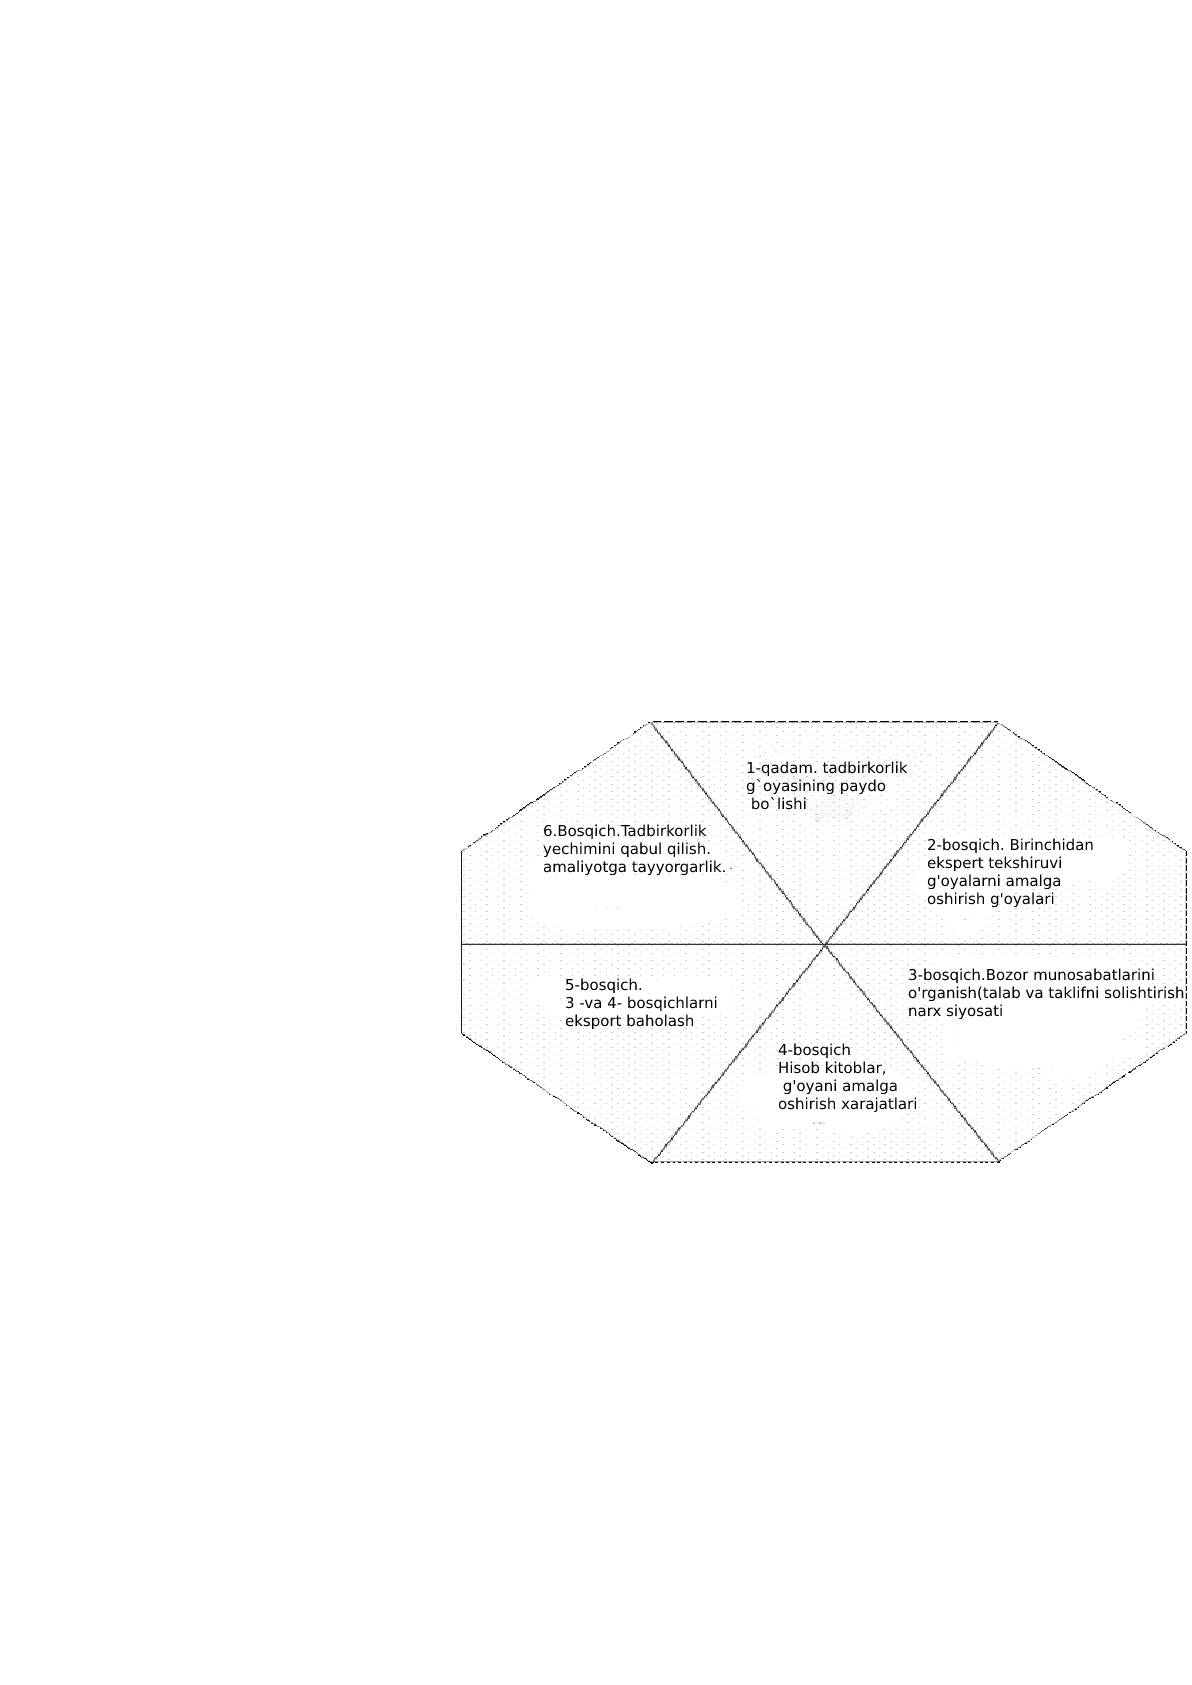 1-qadam. tadbirkorlik
g`oyasining paydo
bo`lishi
2-bosqich. Birinchidan
ekspert tekshiruvi
g'oyalarni amalga
oshirish g'oyalari
3-bosqich.Bozor munosabatlarini
o'rganish(talab va taklifni solishtirish
narx siyosati
4-bosqich
Hisob kitoblar,
g'oyani amalga
oshirish xarajatlari
5-bosqich.
3 -va 4- bosqichlarni
eksport baholash
6.Bosqich.Tadbirkorlik
yechimini qabul qilish.
amaliyotga tayyorgarlik.